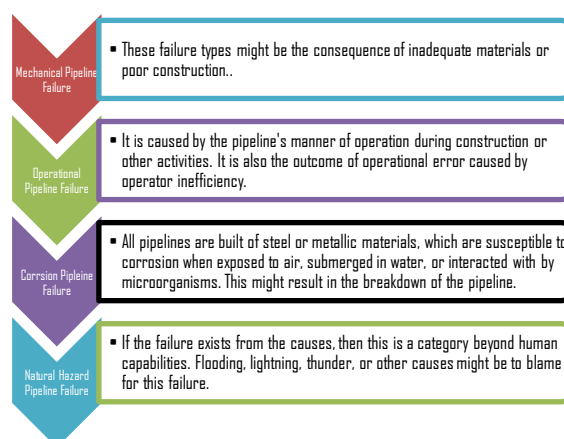 Mechanical Pipeline
Failure
▪ These failure types might be the consequence of inadequate materials or
poor construction..
Operational
Pipeline Failure
▪ It is caused by the pipeline's manner of operation during construction or
other activities. It is also the outcome of operational error caused by
operator inefficiency.
Corrsion Pipleine
Failure
▪ All pipelines are built of steel or metallic materials, which are susceptible to
corrosion when exposed to air, submerged in water, or interacted with by
microorganisms. This might result in the breakdown of the pipeline.
Natural Hazard
Pipeline Failure
▪ If the failure exists from the causes, then this is a category beyond human
capabilities. Flooding, lightning, thunder, or other causes might be to blame
for this failure.